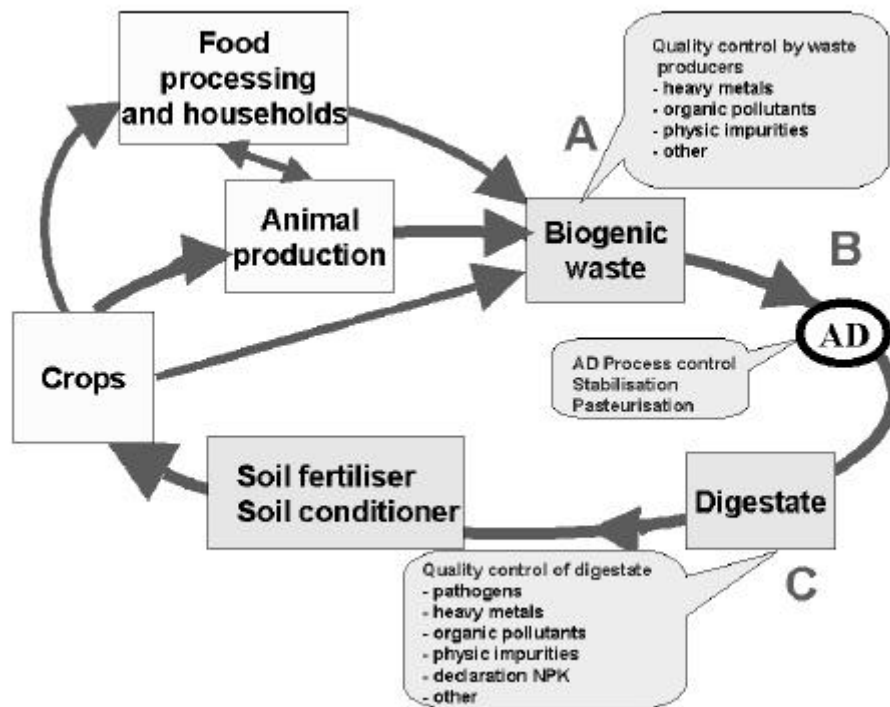 Food
processing
and households
Quality control by waste
producers
- heavy metals
- organic pollutants
- physic impurities
- other
A
Animal
production
Biogenic
waste
B
AD
AD Process control
Stabilisation
Pasteurisation
Crops
Soil fertiliser
Soil conditioner
Digestate
C
Quality control of digestate
- pathogens
- heavy metals
- organic pollutants
- physic impurities
- declaration NPK
- other